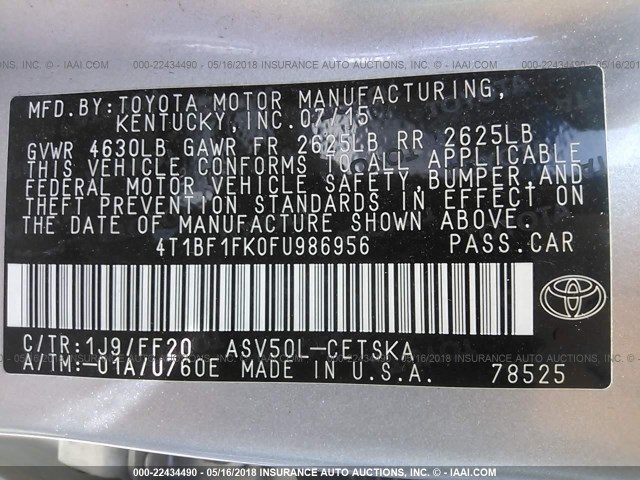 000-22434490 - 05/16/2018 INSURANCE AUTO AUCTIONS, INC. - © IAAI.COM
MFD.BY:TOYOTA MOTOR MANUFACTURING,
KENTUCKY,INC.07/15
GVWR 4630LB GAWR FR 2625LB RR 2625LB
THIS VEHICLE CONFORMS TO ALL APPLICABLE
FEDERAL MOTOR VEHICLE SAFETY,BUMPER,AND
THEFT PREVENTION STANDARDS IN EFFECT ON
THE DATE OF MANUFACTURE SHOWN ABOVE.
4T1BF1FK0FU986956 PASS.CAR
C/TR:1J9/FF20 ASV50L-CETSKA
A/TM:-01A/U760E MADE IN U.S.A. 78525
000-22434490 - 05/16/2018 INSURANCE AUTO AUCTIONS, INC. - © IAAI.COM